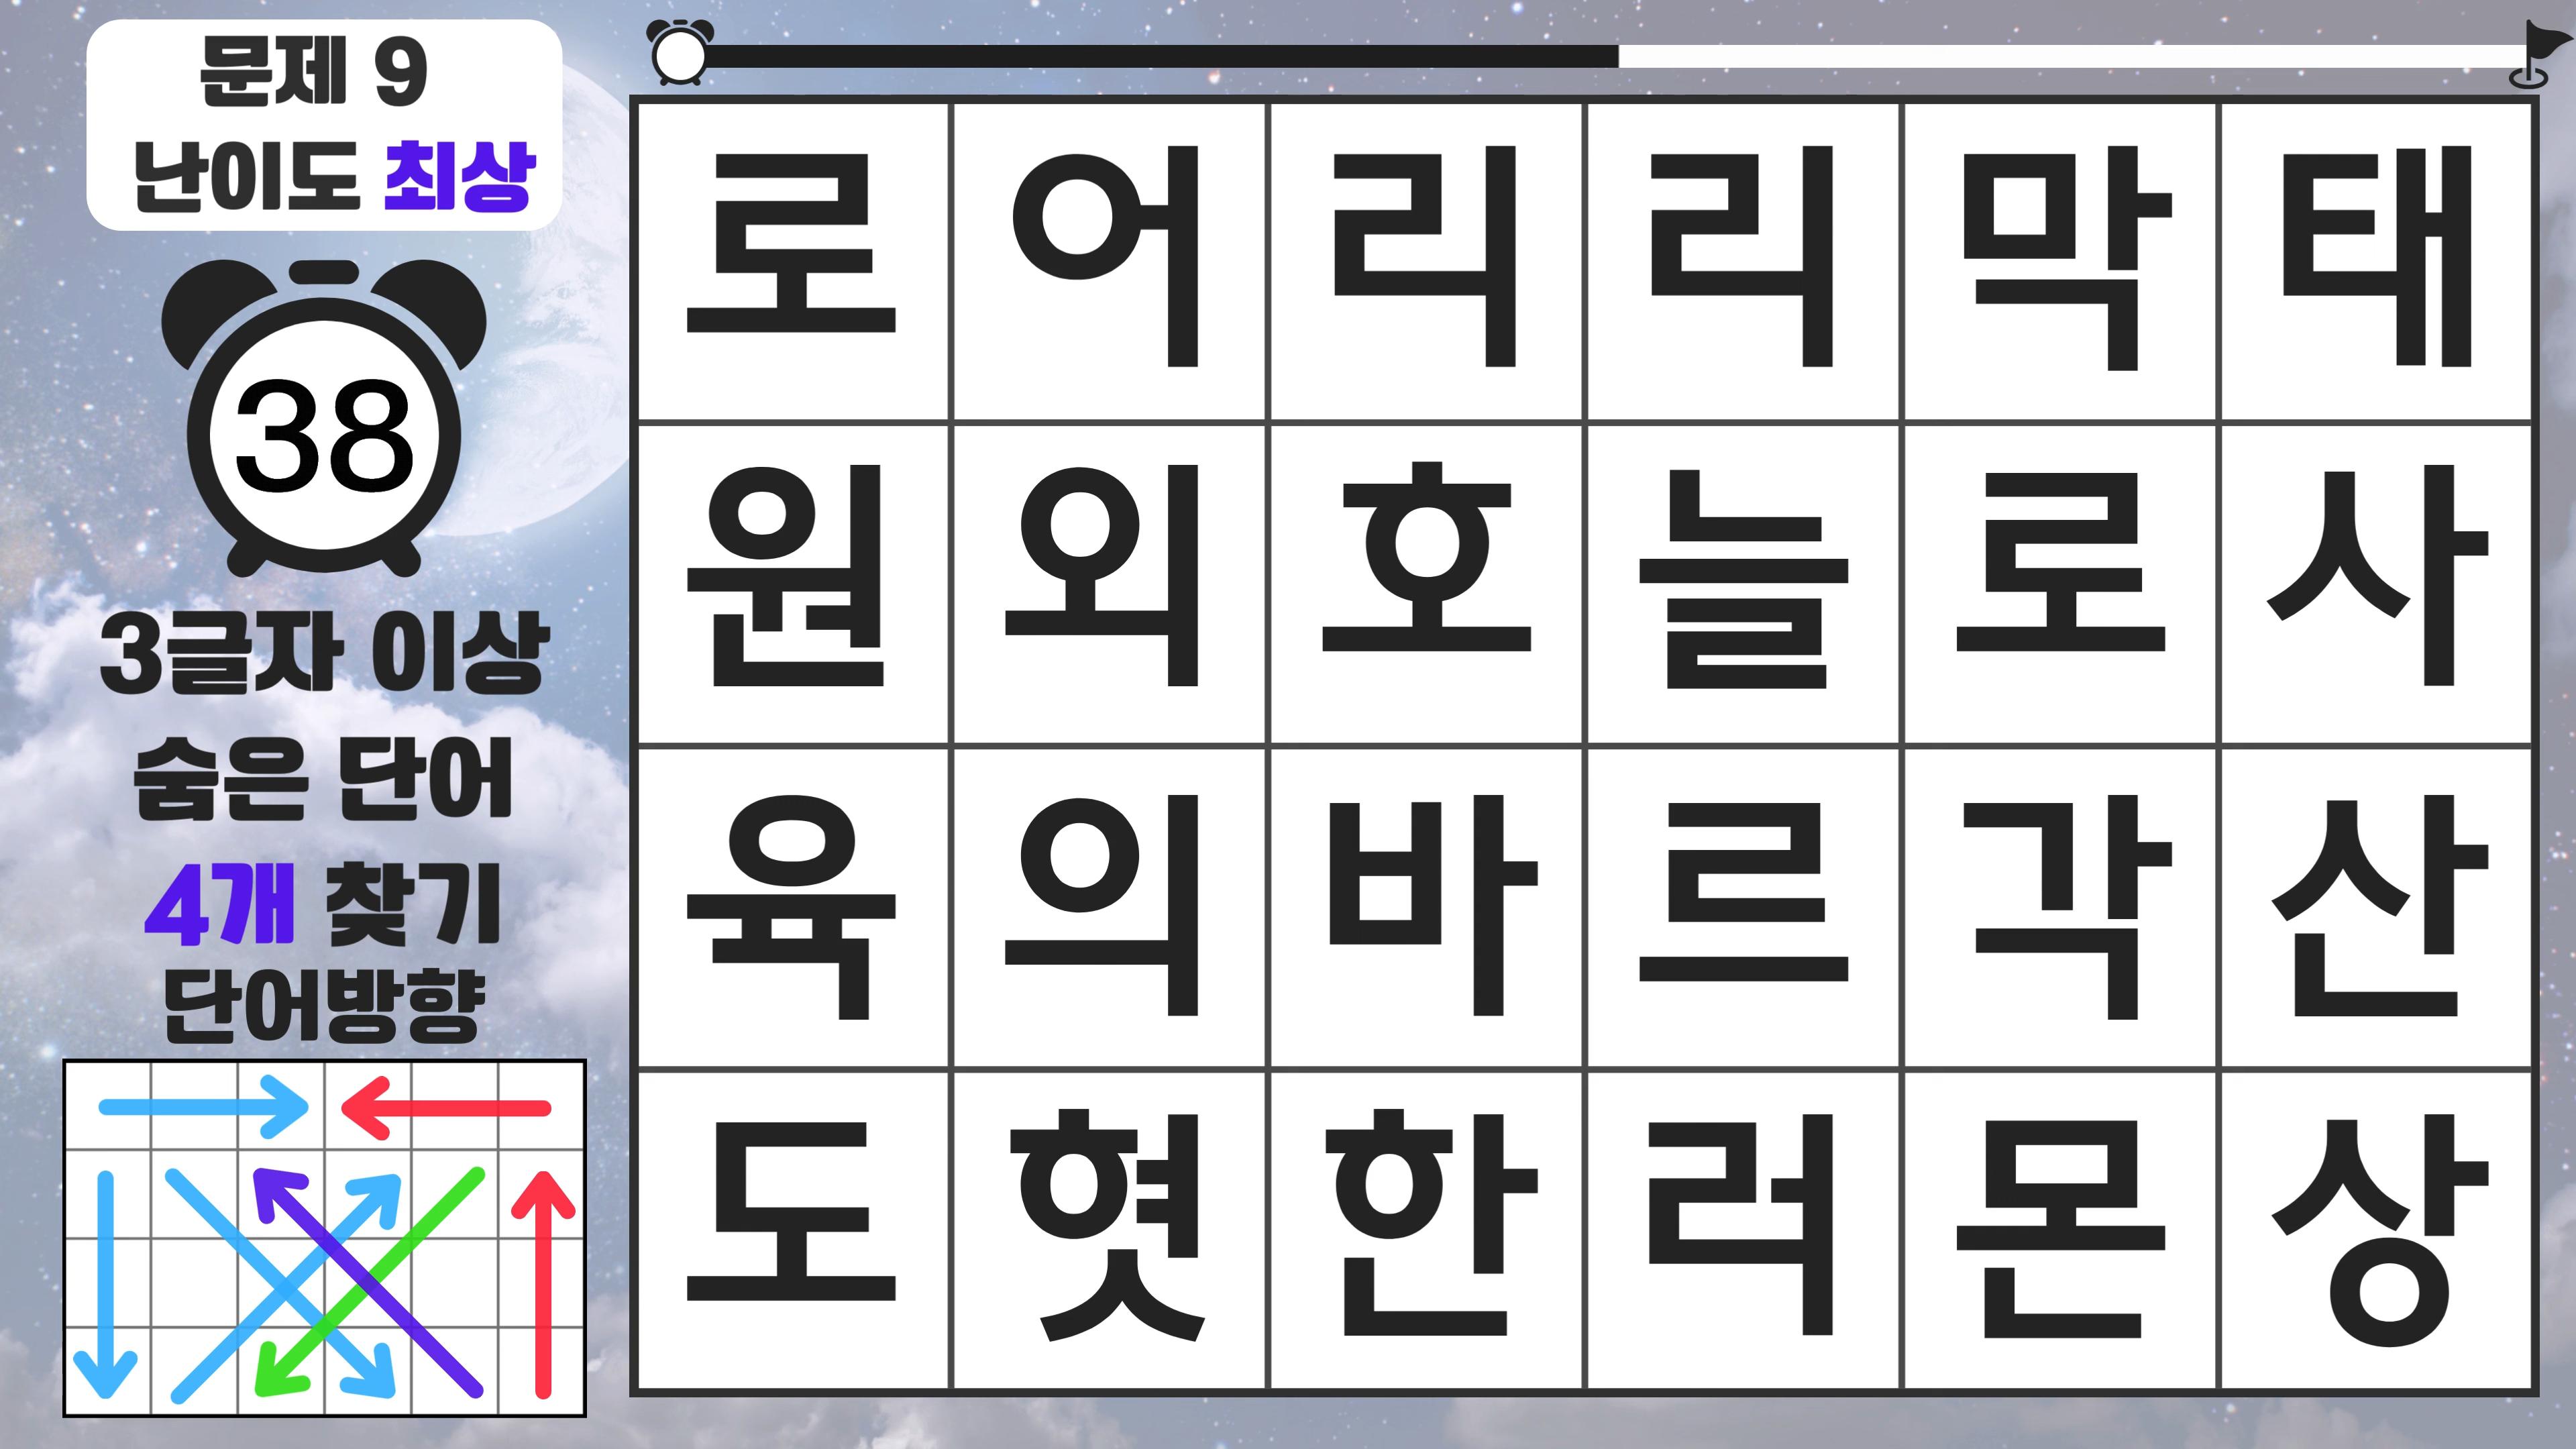 문제 9
난이도 최상
38
3글자 이상
숨은 단어
4개 찾기
단어방향
로 어 리 리 막 태
원 외 호 늘 로 사
육 의 바 르 각 산
도 혓 한 려 몬 상